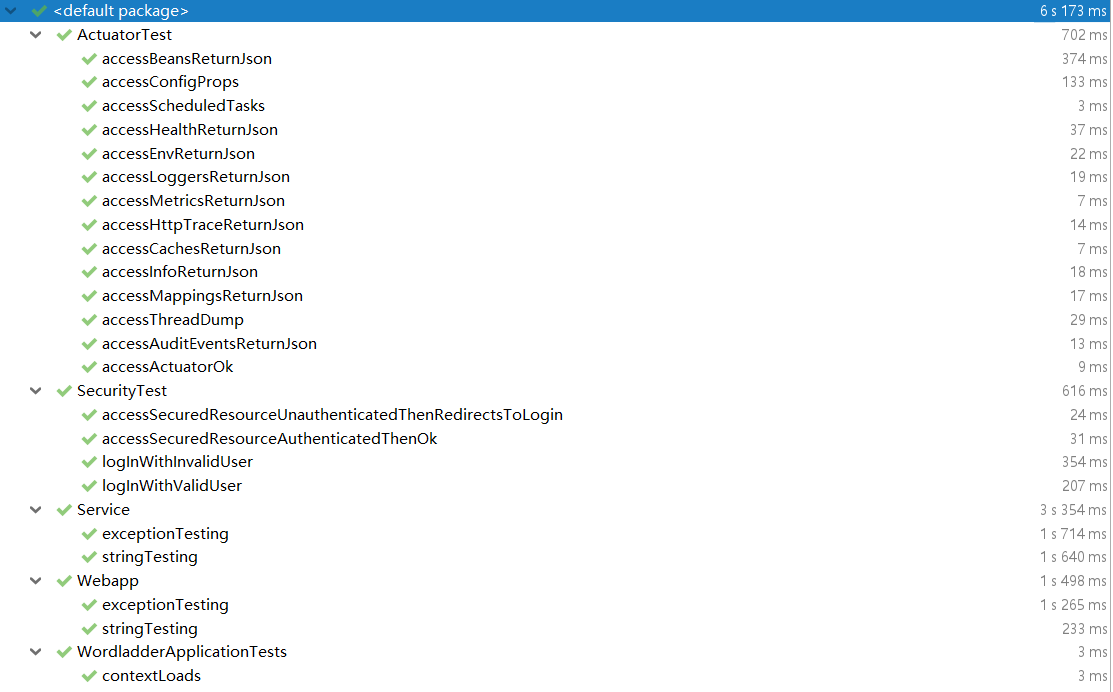 <default package> 6 s 173 ms
ActuatorTest 702 ms
accessBeansReturnJson 374 ms
accessConfigProps 133 ms
accessScheduledTasks 3 ms
accessHealthReturnJson 37 ms
accessEnvReturnJson 22 ms
accessLoggersReturnJson 19 ms
accessMetricsReturnJson 7 ms
accessHttpTraceReturnJson 14 ms
accessCachesReturnJson 7 ms
accessInfoReturnJson 18 ms
accessMappingsReturnJson 17 ms
accessThreadDump 29 ms
accessAuditEventsReturnJson 13 ms
accessActuatorOk 9 ms
SecurityTest 616 ms
accessSecuredResourceUnauthenticatedThenRedirectsToLogin 24 ms
accessSecuredResourceAuthenticatedThenOk 31 ms
logInWithInvalidUser 354 ms
logInWithValidUser 207 ms
Service 3 s 354 ms
exceptionTesting 1 s 714 ms
stringTesting 1 s 640 ms
Webapp 1 s 498 ms
exceptionTesting 1 s 265 ms
stringTesting 233 ms
WordladderApplicationTests 3 ms
contextLoads 3 ms